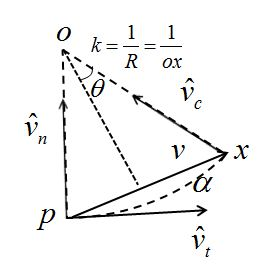 o
k = 1/R = 1/ox
θ
v̂_c
v̂_n
v
x
α
p
v̂_t